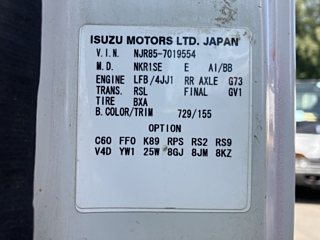 ISUZU MOTORS LTD. JAPAN
V.I.N. NJR85-7019554
M.D. NKR1SE E AI/BB
ENGINE LFB/4JJ1 RR AXLE G73
TRANS. RSL FINAL GV1
TIRE BXA
B.COLOR/TRIM 729/155
OPTION
C60 FF0 K89 RPS RS2 RS9
V4D YW1 25W 8GJ 8JM 8KZ